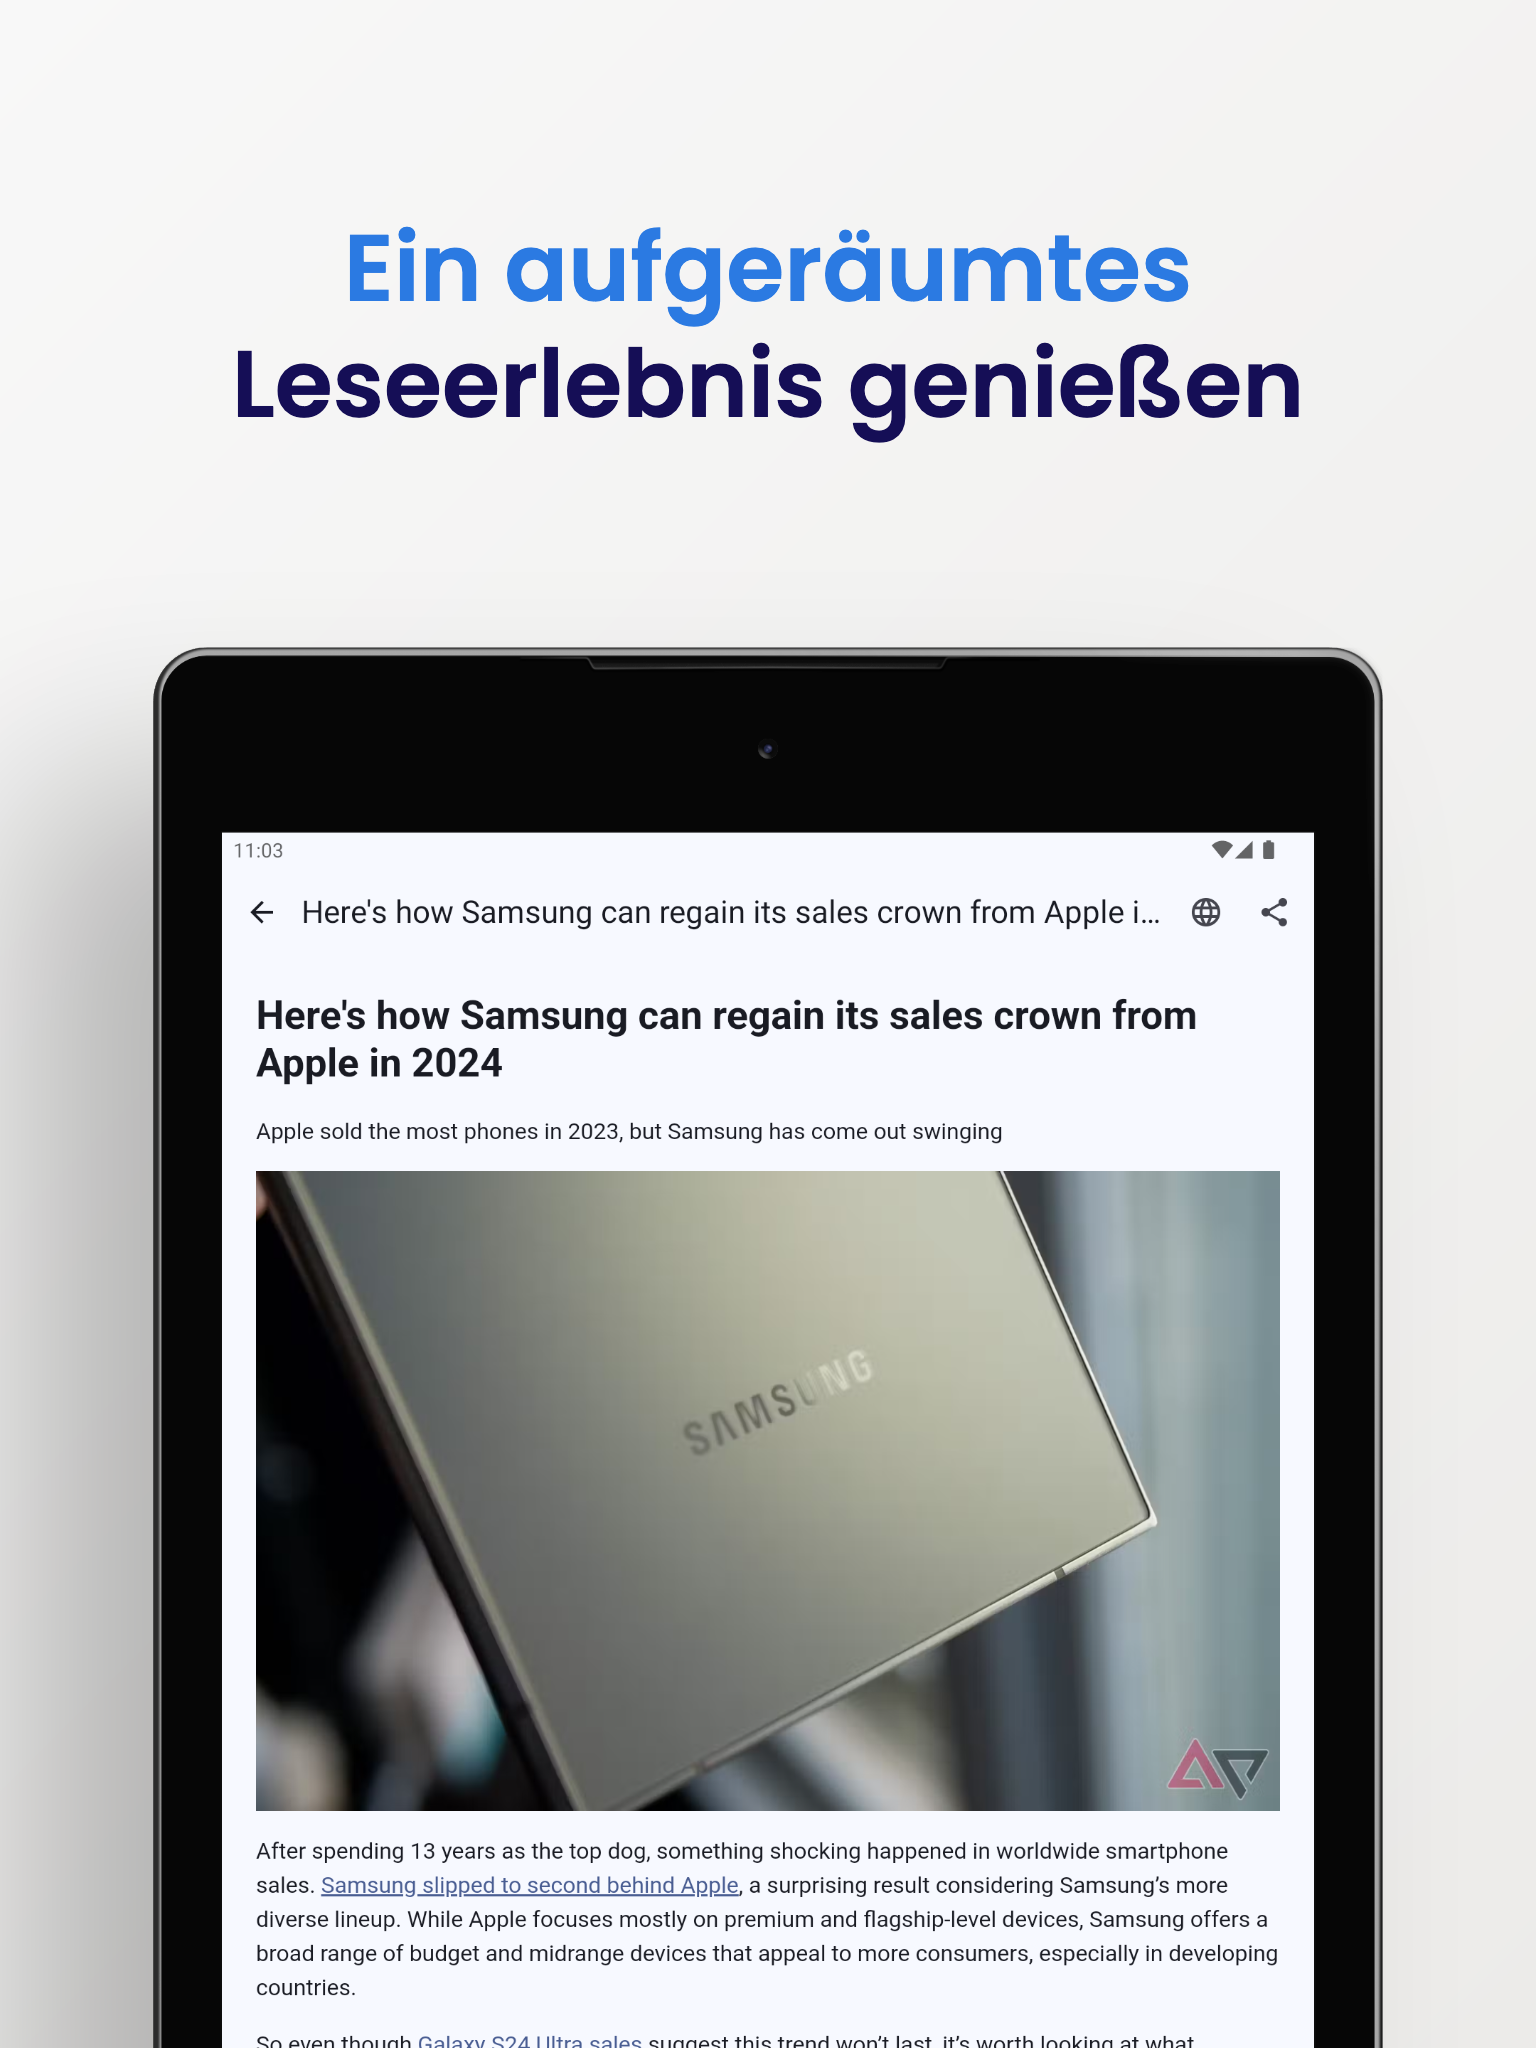 Ein aufgeräumtes
Leseerlebnis genießen
11:03
Here's how Samsung can regain its sales crown from Apple i...
Here's how Samsung can regain its sales crown from
Apple in 2024
Apple sold the most phones in 2023, but Samsung has come out swinging
SAMSUNG
After spending 13 years as the top dog, something shocking happened in worldwide smartphone
sales. Samsung slipped to second behind Apple, a surprising result considering Samsung’s more
diverse lineup. While Apple focuses mostly on premium and flagship-level devices, Samsung offers a
broad range of budget and midrange devices that appeal to more consumers, especially in developing
countries.
So even though Galaxy S24 Ultra sales suggest this trend won’t last, it’s worth looking at what